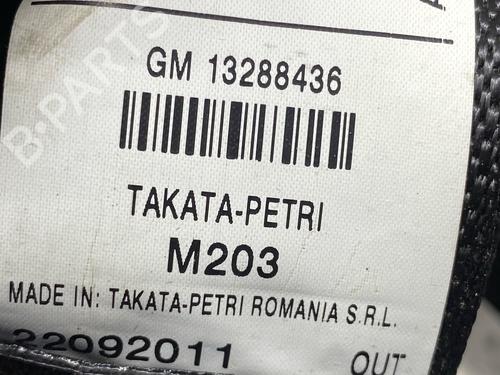 GM 13288436
TAKATA-PETRI
M203
MADE IN: TAKATA-PETRI ROMANIA S.R.L.
22092011 OUT
B-PARTS